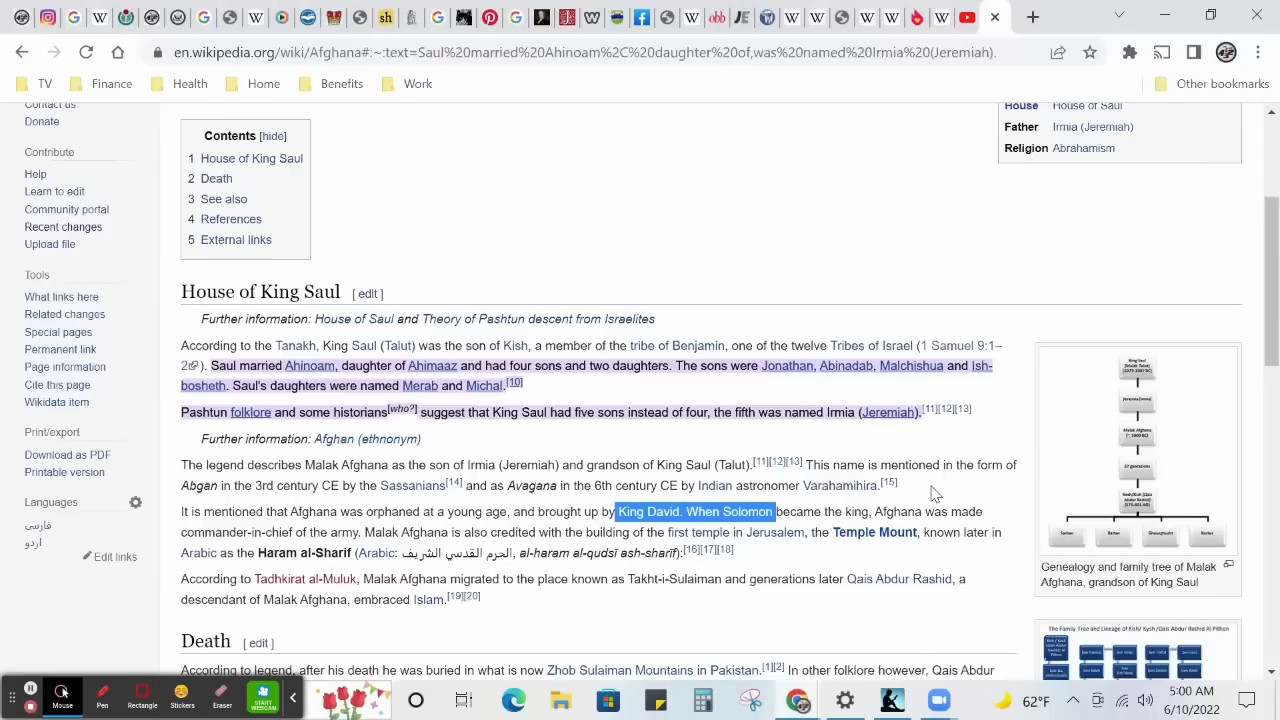 en.wikipedia.org/wiki/Afghana#:~:text=Saul%20married%20Ahinoam%2C%20daughter%20of,was%20named%20Irmia%20(Jeremiah).
TV Finance Health Home Benefits Work Other bookmarks
Contact us
Donate
Contribute
Help
Learn to edit
Community portal
Recent changes
Upload file
Tools
What links here
Related changes
Special pages
Permanent link
Page information
Cite this page
Wikidata item
Print/export
Download as PDF
Printable version
Languages
فارسی
اردو
Edit links
Contents [hide]
1 House of King Saul
2 Death
3 See also
4 References
5 External links
House House of Saul
Father Irmia (Jeremiah)
Religion Abrahamism
House of King Saul [ edit ]
Further information: House of Saul and Theory of Pashtun descent from Israelites
According to the Tanakh, King Saul (Talut) was the son of Kish, a member of the tribe of Benjamin, one of the twelve Tribes of Israel (1 Samuel 9:1–
2). Saul married Ahinoam, daughter of Ahimaaz and had four sons and two daughters. The sons were Jonathan, Abinadab, Malchishua and Ish-
bosheth. Saul's daughters were named Merab and Michal.[10]
Pashtun folklore and some historians[who?] suggest that King Saul had five sons instead of four, the fifth was named Irmia (Jeremiah).[11][12][13]
Further information: Afghan (ethnonym)
The legend describes Malak Afghana as the son of Irmia (Jeremiah) and grandson of King Saul (Talut).[11][12][13] This name is mentioned in the form of
Abgan in the 3rd century CE by the Sassanians[14] and as Avagana in the 6th century CE by Indian astronomer Varahamihira.[15]
It is mentioned that Afghana was orphaned at a young age, and brought up by King David. When Solomon became the king, Afghana was made
commander-in-chief of the army. Malak Afghana is also credited with the building of the first temple in Jerusalem, the Temple Mount, known later in
Arabic as the Haram al-Sharif (Arabic: الحرم القدسي الشريف, al-haram al-qudsī ash-sharīf):[16][17][18]
According to Tadhkirat al-Muluk, Malak Afghana migrated to the place known as Takht-i-Sulaiman and generations later Qais Abdur Rashid, a
descendant of Malak Afghana, embraced Islam.[19][20]
Death [ edit ]
According to legend, after his death he was buried in what is now Zhob Sulaiman Mountains in Pakistan.[1][2] In other folklore however, Qais Abdur
Genealogy and family tree of Malak
Afghana, grandson of King Saul
The Family Tree and Lineage of Kish/ Kysh /Qais Abdur Rashid Al Pithon
Mouse Pen Rectangle Stickers Eraser START WEBCAM
62°F
5:00 AM
6/10/2022